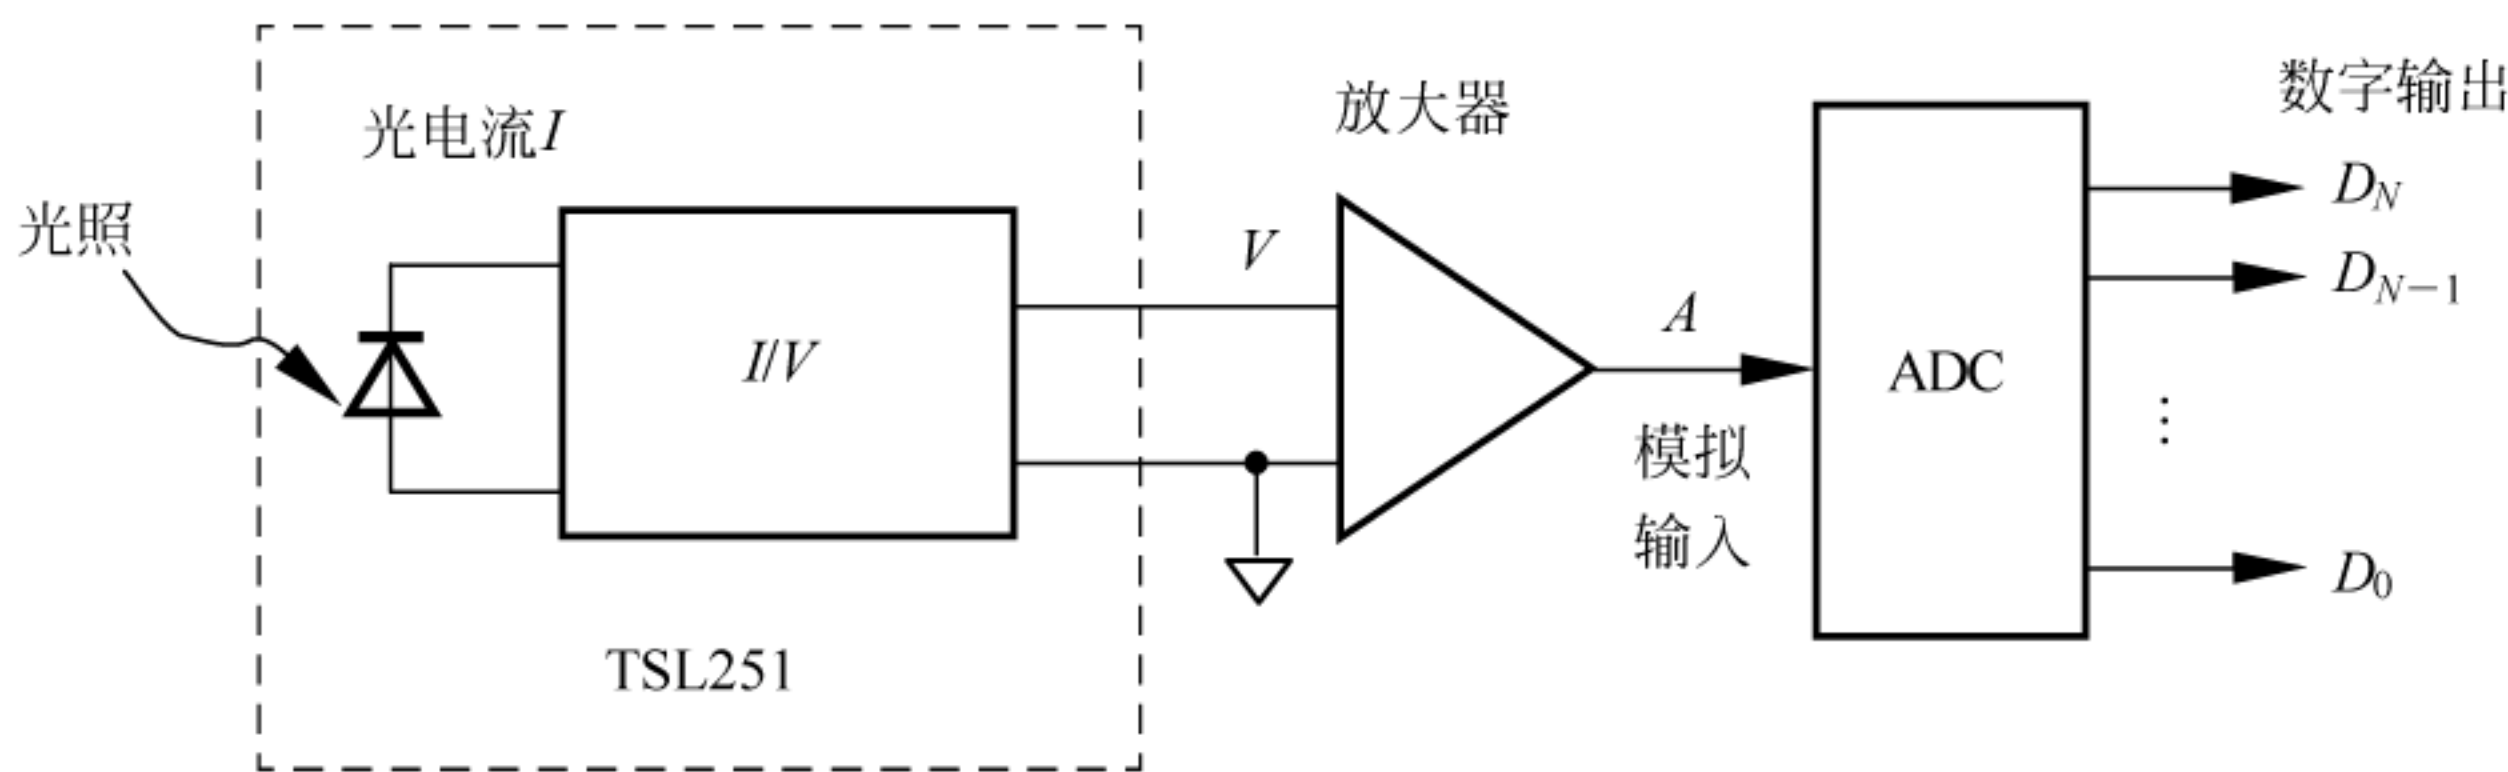 光照
光电流I
I/V
TSL251
V
放大器
A
模拟
输入
ADC
数字输出
D_N
D_{N-1}
⋮
D_0